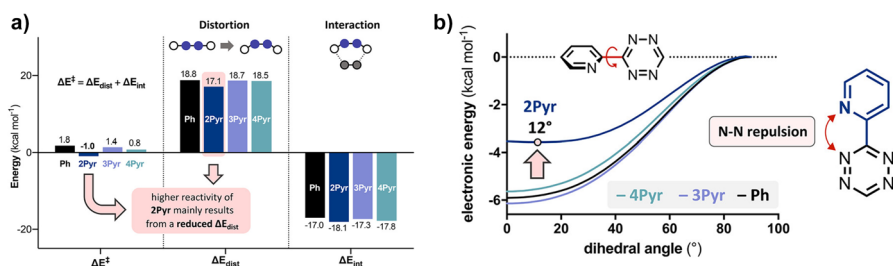 a)
Distortion
Interaction
20
0
-20
Energy (kcal mol⁻¹)
ΔE‡ = ΔEdist + ΔEint
1.8
-1.0
1.4
0.8
Ph
2Pyr
3Pyr
4Pyr
18.8
17.1
18.7
18.5
Ph
2Pyr
3Pyr
4Pyr
higher reactivity of
2Pyr mainly results
from a reduced ΔEdist
Ph
2Pyr
3Pyr
4Pyr
-17.0
-18.1
-17.3
-17.8
ΔE‡
ΔEdist
ΔEint
b)
electronic energy (kcal mol⁻¹)
0
-2
-4
-6
N
N
N
N
N
2Pyr
12°
4Pyr
3Pyr
Ph
0
20
40
60
80
100
dihedral angle (°)
N-N repulsion
N
N
N
N
N